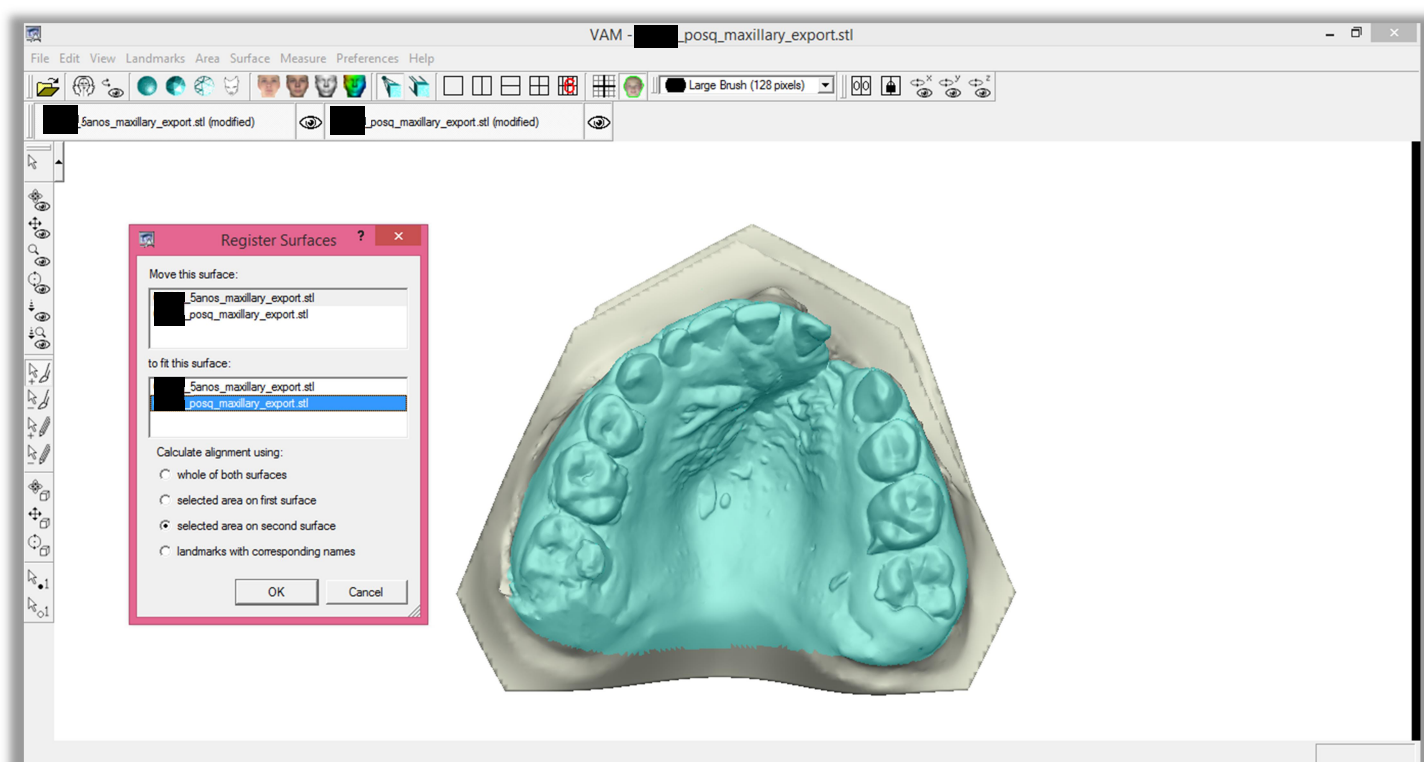 VAM - _posq_maxillary_export.stl
File Edit View Landmarks Area Surface Measure Preferences Help
Large Brush (128 pixels)
_5anos_maxillary_export.stl (modified)
_posq_maxillary_export.stl (modified)
Register Surfaces ?
Move this surface:
_5anos_maxillary_export.stl
_posq_maxillary_export.stl
to fit this surface:
_5anos_maxillary_export.stl
_posq_maxillary_export.stl
Calculate alignment using:
whole of both surfaces
selected area on first surface
selected area on second surface
landmarks with corresponding names
OK Cancel